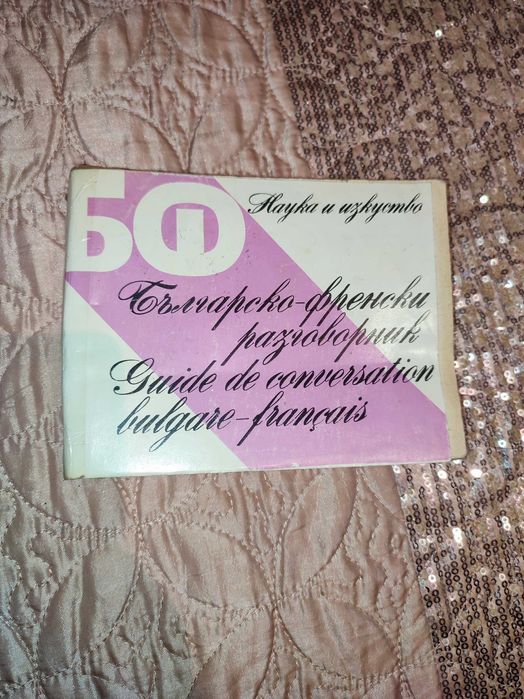 БФ
Наука и изкуство
Българско-френски
разговорник
Guide de conversation
bulgare-français